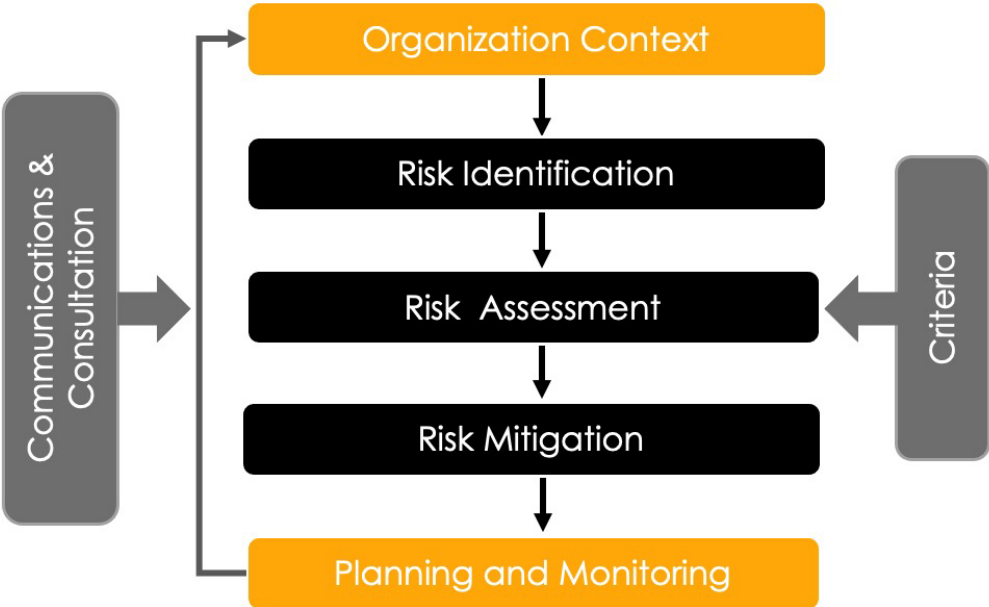 Organization Context
Communications &
Consultation
Risk Identification
Risk Assessment
Criteria
Risk Mitigation
Planning and Monitoring